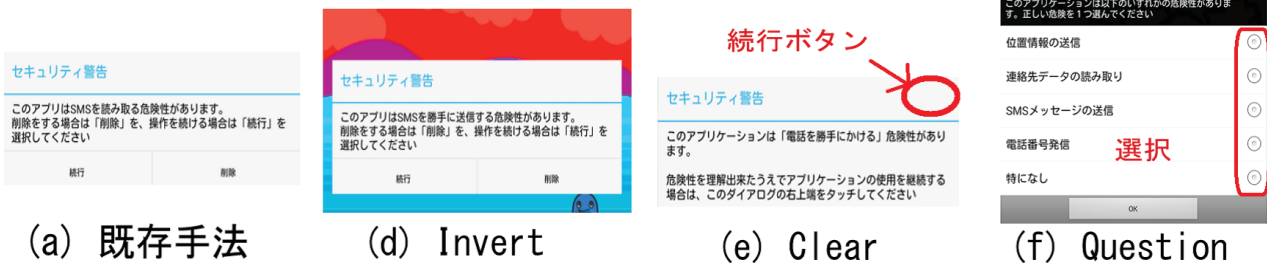 セキュリティ警告
このアプリはSMSを読み取る危険性があります。
削除をする場合は「削除」を、操作を続ける場合は「続行」を
選択してください
続行 削除
(a) 既存手法
セキュリティ警告
このアプリはSMSを勝手に送信する危険性があります。
削除をする場合は「削除」を、操作を続ける場合は「続行」を
選択してください
続行 削除
(d) Invert
続行ボタン
セキュリティ警告
このアプリケーションは「電話を勝手にかける」危険性があり
ます。
危険性を理解出来たうえでアプリケーションの使用を継続する
場合は、このダイアログの右上端をタッチしてください
(e) Clear
このアプリケーションは以下のいずれかの危険性がありま
す。正しい危険を１つ選んでください
位置情報の送信
連絡先データの読み取り
SMSメッセージの送信
電話番号発信
選択
特になし
OK
(f) Question